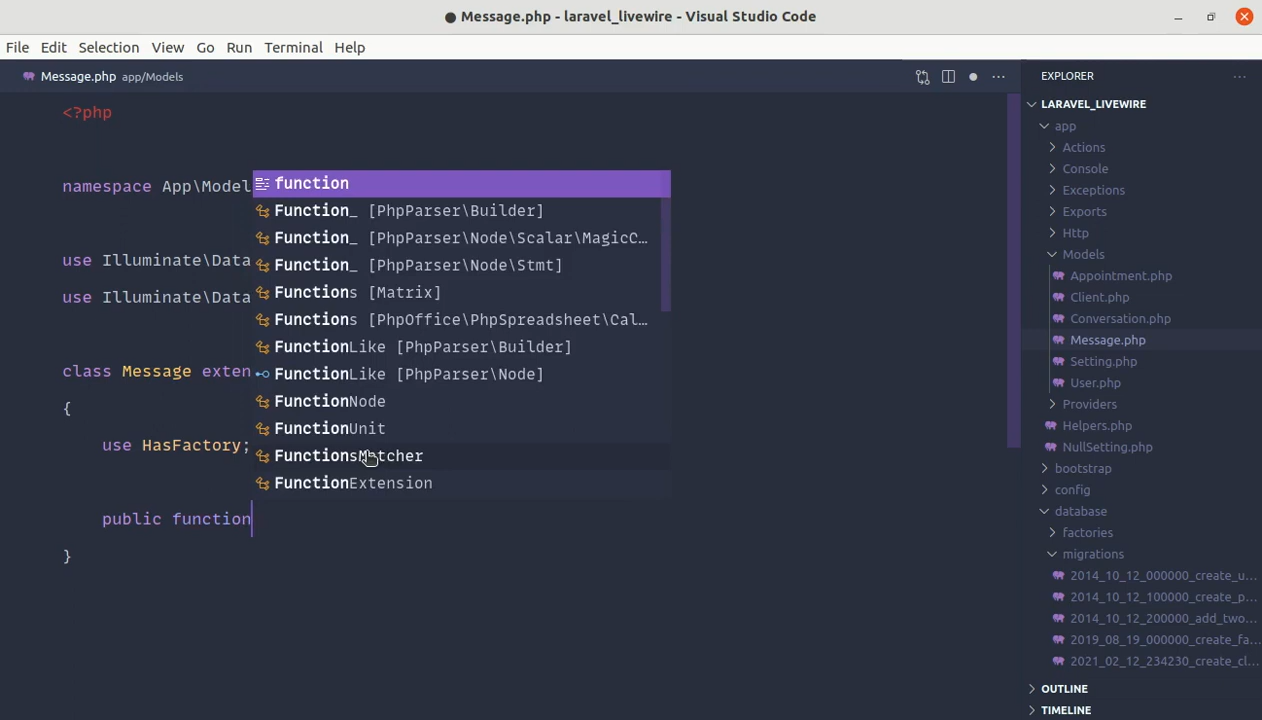 ● Message.php - laravel_livewire - Visual Studio Code
File Edit Selection View Go Run Terminal Help
Message.php app/Models
<?php
namespace App\Model
use Illuminate\Data
use Illuminate\Data
class Message exten
{
use HasFactory;
public function
}
function
Function_ [PhpParser\Builder]
Function_ [PhpParser\Node\Scalar\MagicC…
Function_ [PhpParser\Node\Stmt]
Functions [Matrix]
Functions [PhpOffice\PhpSpreadsheet\Cal…
FunctionLike [PhpParser\Builder]
FunctionLike [PhpParser\Node]
FunctionNode
FunctionUnit
FunctionsMatcher
FunctionExtension
EXPLORER
LARAVEL_LIVEWIRE
app
Actions
Console
Exceptions
Exports
Http
Models
Appointment.php
Client.php
Conversation.php
Message.php
Setting.php
User.php
Providers
Helpers.php
NullSetting.php
bootstrap
config
database
factories
migrations
2014_10_12_000000_create_u…
2014_10_12_100000_create_p…
2014_10_12_200000_add_two…
2019_08_19_000000_create_fa…
2021_02_12_234230_create_cl…
OUTLINE
TIMELINE